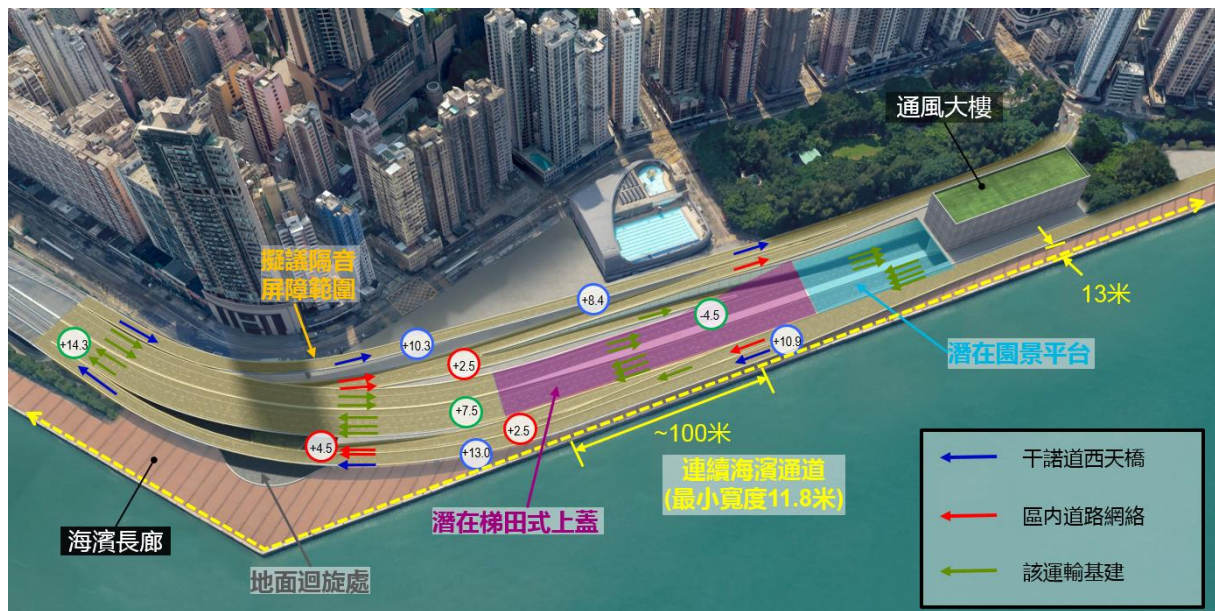 通風大樓
擬議隔音
屏障範圍
+8.4
-4.5
13米
+14.3
+10.3
+10.9
+2.5
潛在園景平台
+7.5
+2.5
~100米
+4.5
+13.0
連續海濱通道
(最小寬度11.8米)
潛在梯田式上蓋
海濱長廊
地面迴旋處
干諾道西天橋
區内道路網絡
該運輸基建